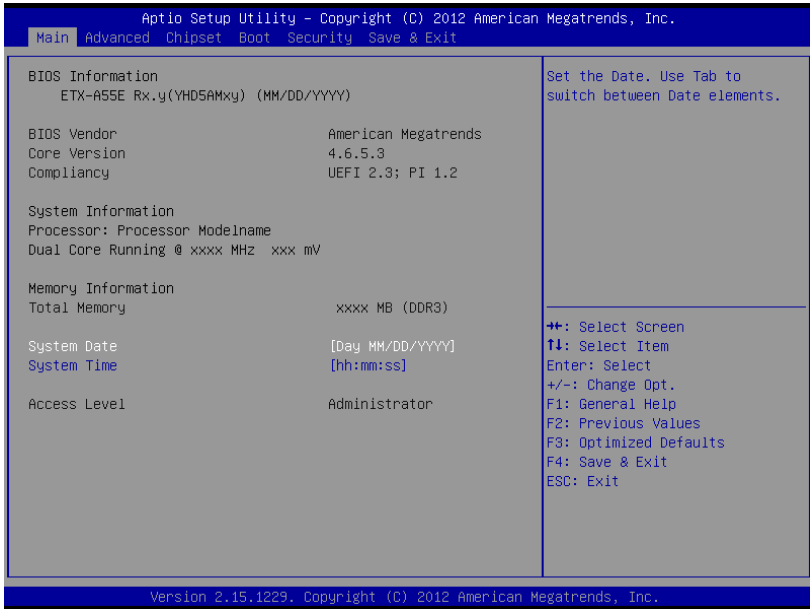 Aptio Setup Utility – Copyright (C) 2012 American Megatrends, Inc.
Main Advanced Chipset Boot Security Save & Exit
BIOS Information
ETX-A55E Rx.y(YHD5AMxy) (MM/DD/YYYY)
BIOS Vendor American Megatrends
Core Version 4.6.5.3
Compliancy UEFI 2.3; PI 1.2
System Information
Processor: Processor Modelname
Dual Core Running @ xxxx MHz xxx mV
Memory Information
Total Memory xxxx MB (DDR3)
System Date [Day MM/DD/YYYY]
System Time [hh:mm:ss]
Access Level Administrator
Set the Date. Use Tab to
switch between Date elements.
→←: Select Screen
↑↓: Select Item
Enter: Select
+/-: Change Opt.
F1: General Help
F2: Previous Values
F3: Optimized Defaults
F4: Save & Exit
ESC: Exit
Version 2.15.1229. Copyright (C) 2012 American Megatrends, Inc.